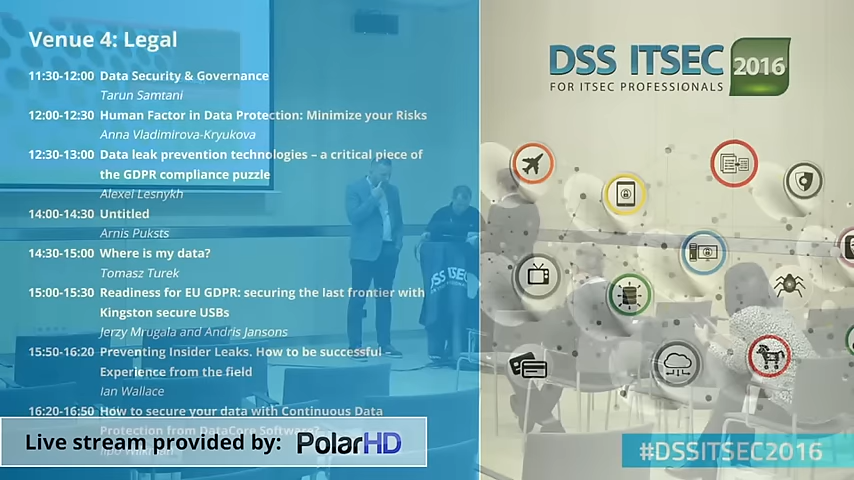 Venue 4: Legal
11:30-12:00 Data Security & Governance
Tarun Samtani
12:00-12:30 Human Factor in Data Protection: Minimize your Risks
Anna Vladimirova-Kryukova
12:30-13:00 Data leak prevention technologies – a critical piece of
the GDPR compliance puzzle
Alexei Lesnykh
14:00-14:30 Untitled
Arnis Puksts
14:30-15:00 Where is my data?
Tomasz Turek
15:00-15:30 Readiness for EU GDPR: securing the last frontier with
Kingston secure USBs
Jerzy Mrugala and Andris Jansons
15:50-16:20 Preventing Insider Leaks. How to be successful –
Experience from the field
Ian Wallace
16:20-16:50 How to secure your data with Continuous Data
Protection from DataCore Software?
Live stream provided by: PolarHD
DSS ITSEC 2016
FOR ITSEC PROFESSIONALS
DSS ITSEC
#DSSITSEC2016